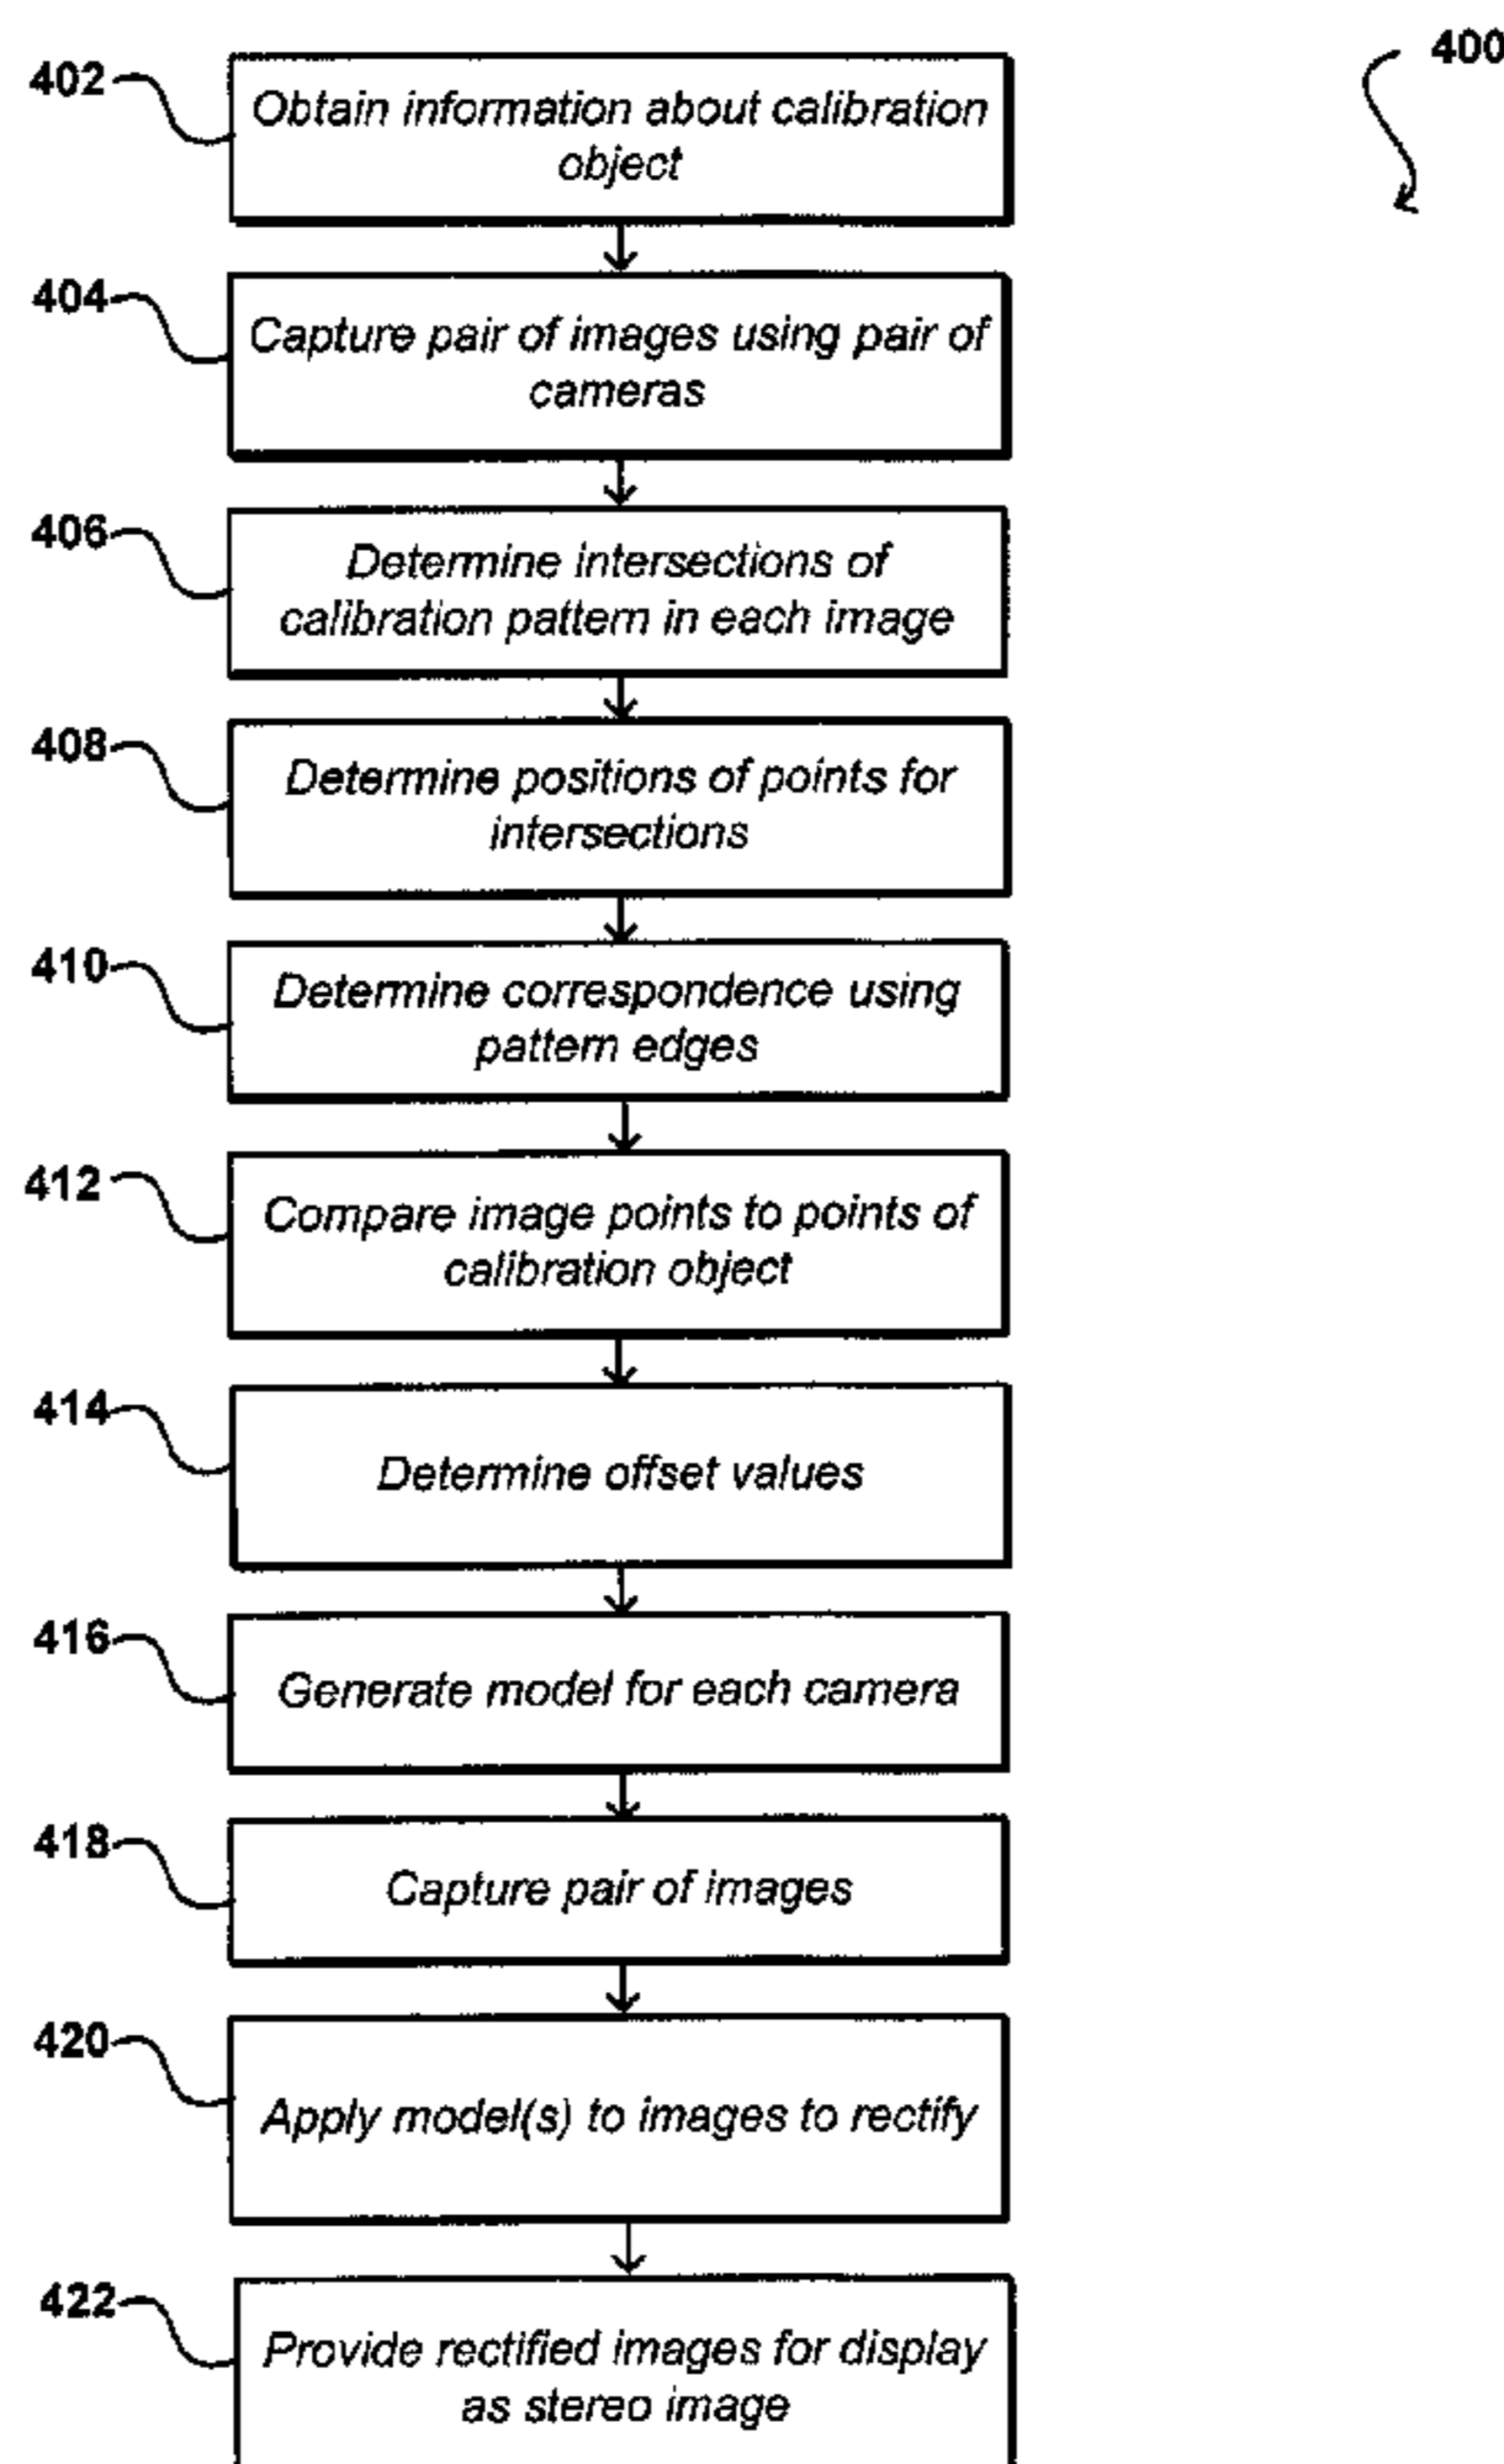 400
402
Obtain information about calibration
object
404
Capture pair of images using pair of
cameras
406
Determine intersections of
calibration pattern in each image
408
Determine positions of points for
intersections
410
Determine correspondence using
pattern edges
412
Compare image points to points of
calibration object
414
Determine offset values
416
Generate model for each camera
418
Capture pair of images
420
Apply model(s) to images to rectify
422
Provide rectified images for display
as stereo image